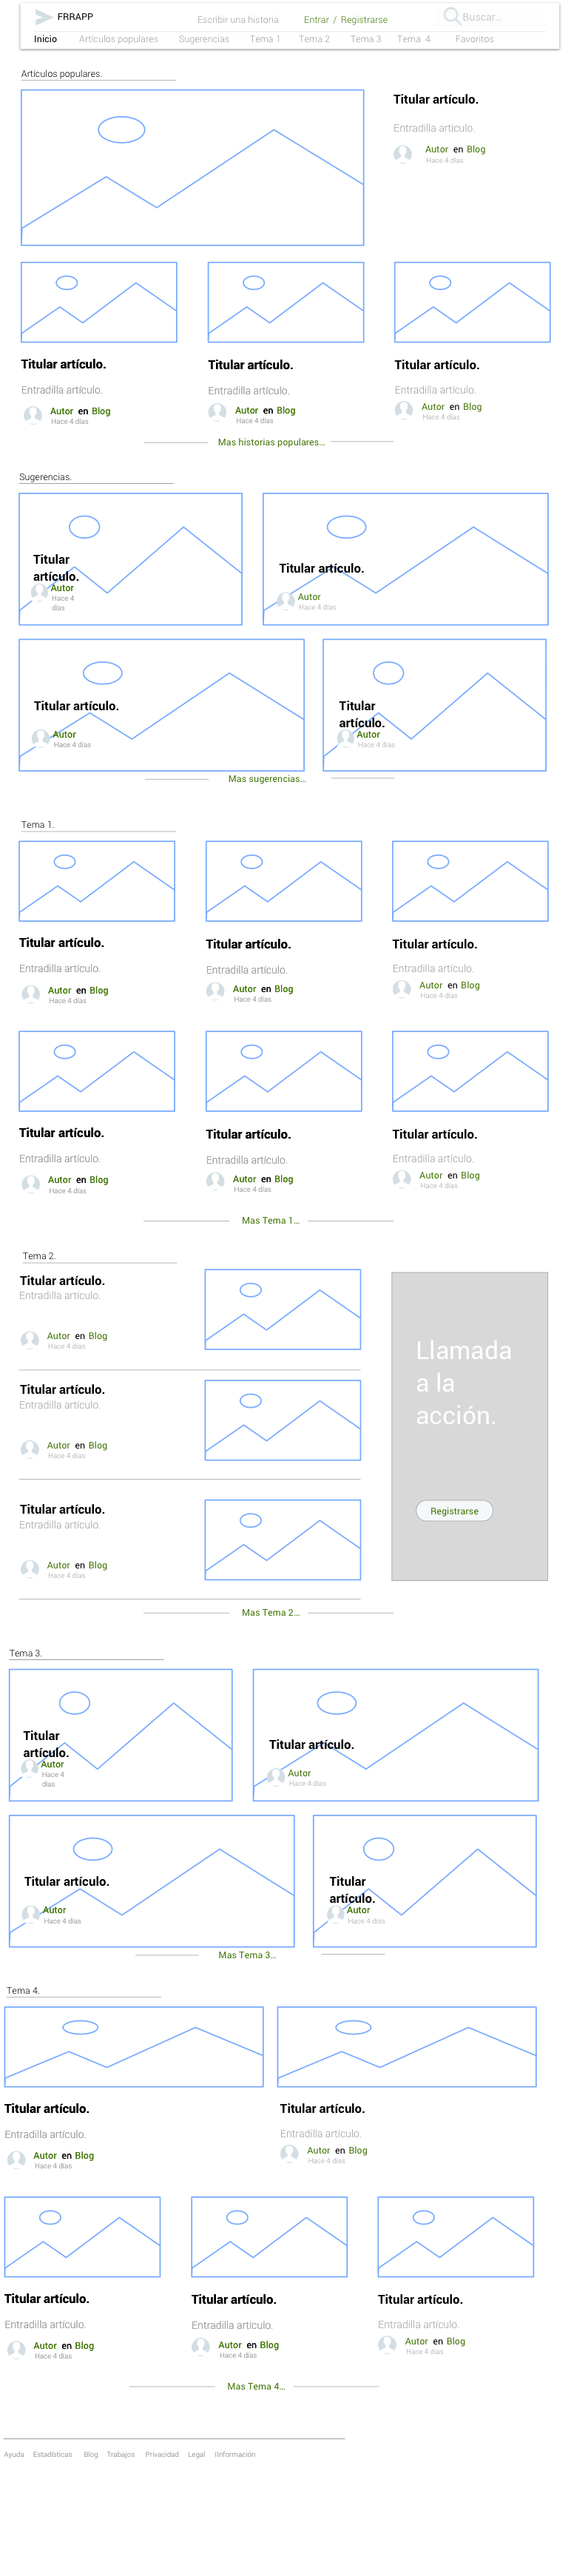 FRRAPP
Escribir una historia
Entrar / Registrarse
Buscar...
Inicio Artículos populares Sugerencias Tema 1 Tema 2 Tema 3 Tema 4 Favoritos
Artículos populares.
Titular artículo.
Entradilla artículo.
Autor en Blog
Hace 4 días
Titular artículo.
Entradilla artículo.
Autor en Blog
Hace 4 días
Titular artículo.
Entradilla artículo.
Autor en Blog
Hace 4 días
Titular artículo.
Entradilla artículo.
Autor en Blog
Hace 4 días
Mas historias populares...
Sugerencias.
Titular
artículo.
Autor
Hace 4
días
Titular artículo.
Autor
Hace 4 días
Titular artículo.
Autor
Hace 4 días
Titular
artículo.
Autor
Hace 4 días
Mas sugerencias...
Tema 1.
Titular artículo.
Entradilla artículo.
Autor en Blog
Hace 4 días
Titular artículo.
Entradilla artículo.
Autor en Blog
Hace 4 días
Titular artículo.
Entradilla artículo.
Autor en Blog
Hace 4 días
Titular artículo.
Entradilla artículo.
Autor en Blog
Hace 4 días
Titular artículo.
Entradilla artículo.
Autor en Blog
Hace 4 días
Titular artículo.
Entradilla artículo.
Autor en Blog
Hace 4 días
Mas Tema 1...
Tema 2.
Titular artículo.
Entradilla artículo.
Autor en Blog
Hace 4 días
Titular artículo.
Entradilla artículo.
Autor en Blog
Hace 4 días
Titular artículo.
Entradilla artículo.
Autor en Blog
Hace 4 días
Llamada
a la
acción.
Registrarse
Mas Tema 2...
Tema 3.
Titular
artículo.
Autor
Hace 4
días
Titular artículo.
Autor
Hace 4 días
Titular artículo.
Autor
Hace 4 días
Titular
artículo.
Autor
Hace 4 días
Mas Tema 3...
Tema 4.
Titular artículo.
Entradilla artículo.
Autor en Blog
Hace 4 días
Titular artículo.
Entradilla artículo.
Autor en Blog
Hace 4 días
Titular artículo.
Entradilla artículo.
Autor en Blog
Hace 4 días
Titular artículo.
Entradilla artículo.
Autor en Blog
Hace 4 días
Titular artículo.
Entradilla artículo.
Autor en Blog
Hace 4 días
Mas Tema 4...
Ayuda Estadísticas Blog Trabajos Privacidad Legal IInformación